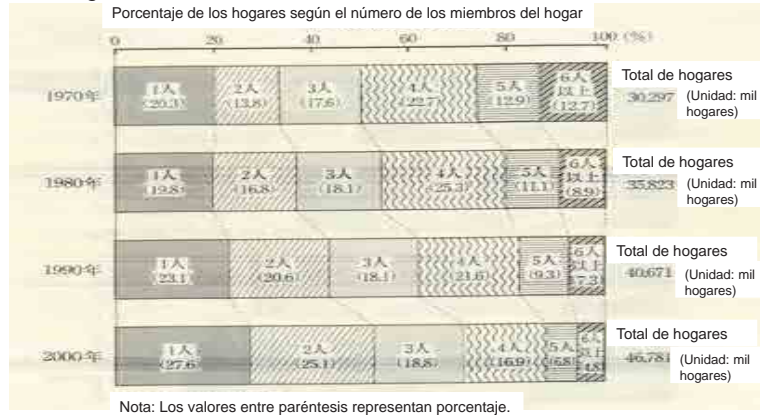 Porcentaje de los hogares según el número de los miembros del hogar
0 20 40 60 80 100 (%)
1970年
1人 2人 3人 4人 5人 6人以上
(20.3) (13.8) (17.6) (22.7) (12.9) (12.7)
Total de hogares
30,297 (Unidad: mil
hogares)
1980年
1人 2人 3人 4人 5人 6人以上
(19.8) (16.8) (18.1) (25.3) (11.1) (8.9)
Total de hogares
35,823 (Unidad: mil
hogares)
1990年
1人 2人 3人 4人 5人 6人以上
(23.1) (20.6) (18.1) (21.6) (9.3) (7.3)
Total de hogares
40,671 (Unidad: mil
hogares)
2000年
1人 2人 3人 4人 5人 6人以上
(27.6 (25.1) (18.8) (16.9) (6.8) (4.8)
Total de hogares
46,781 (Unidad: mil
hogares)
Nota: Los valores entre paréntesis representan porcentaje.